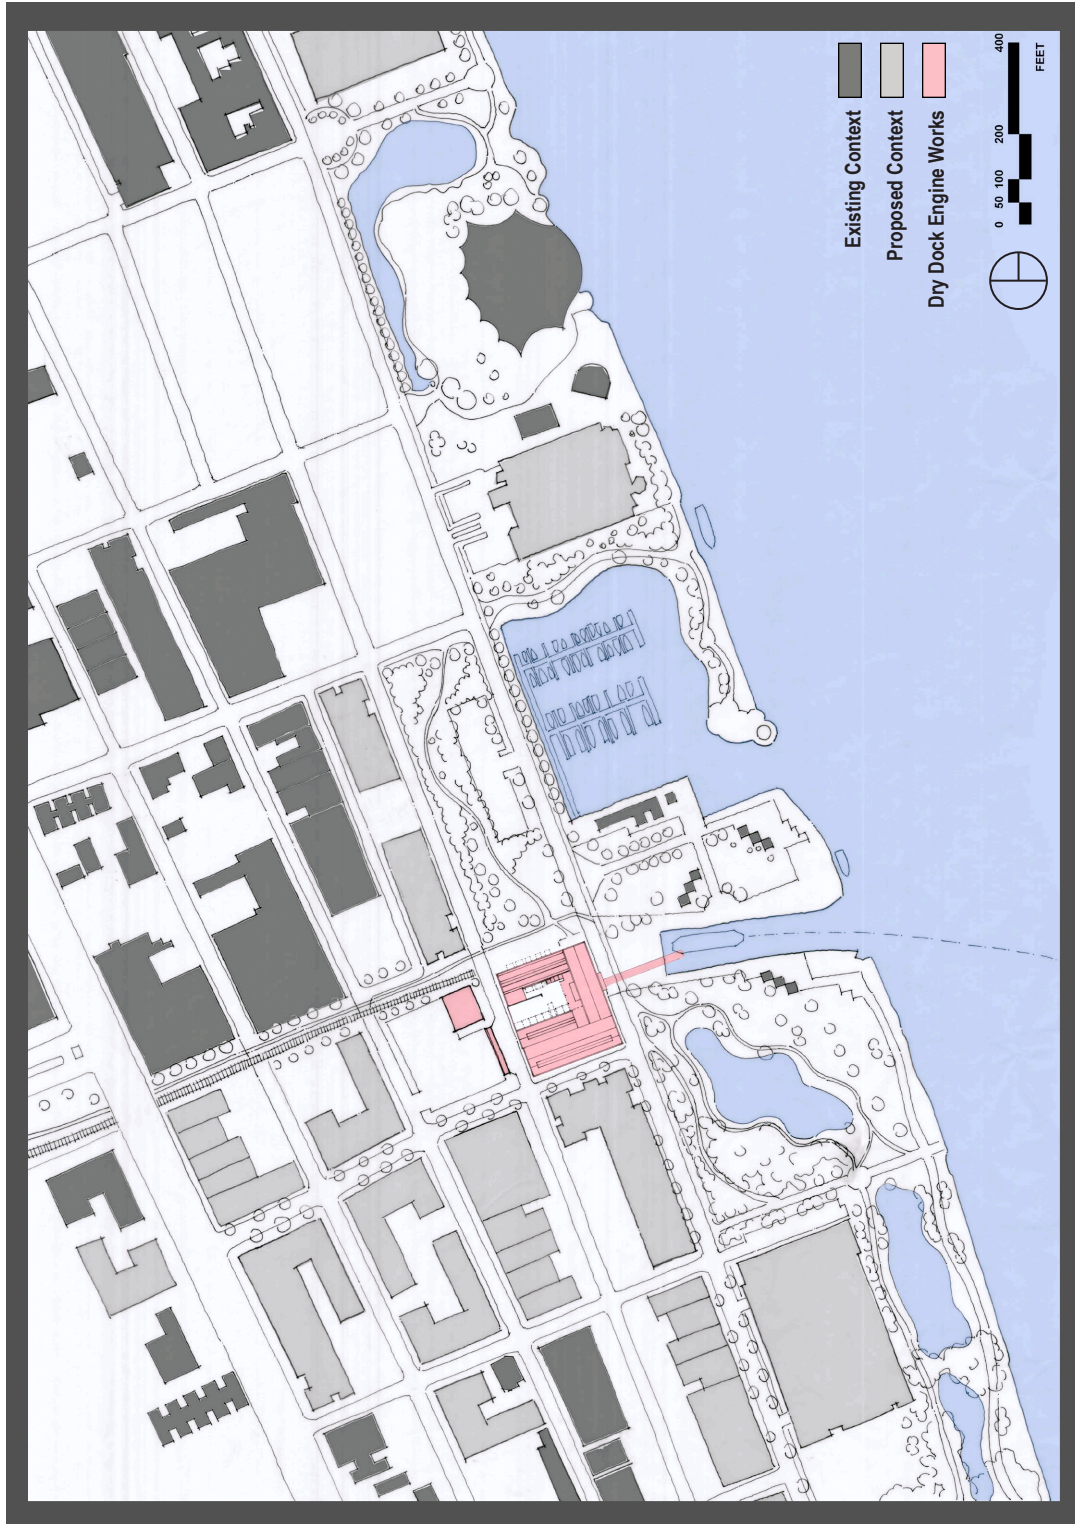 Existing Context
Proposed Context
Dry Dock Engine Works
0 50 100 200 400
FEET